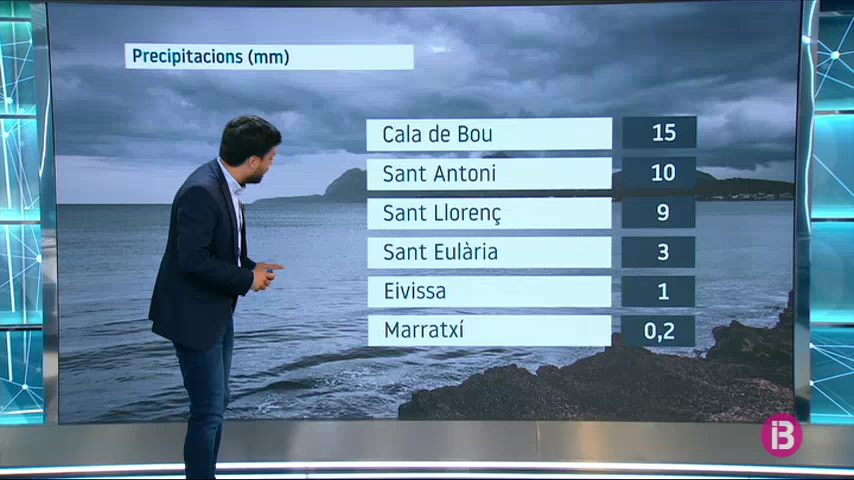 Precipitacions (mm)
Cala de Bou 15
Sant Antoni 10
Sant Llorenç 9
Sant Eulària 3
Eivissa 1
Marratxí 0,2
iB